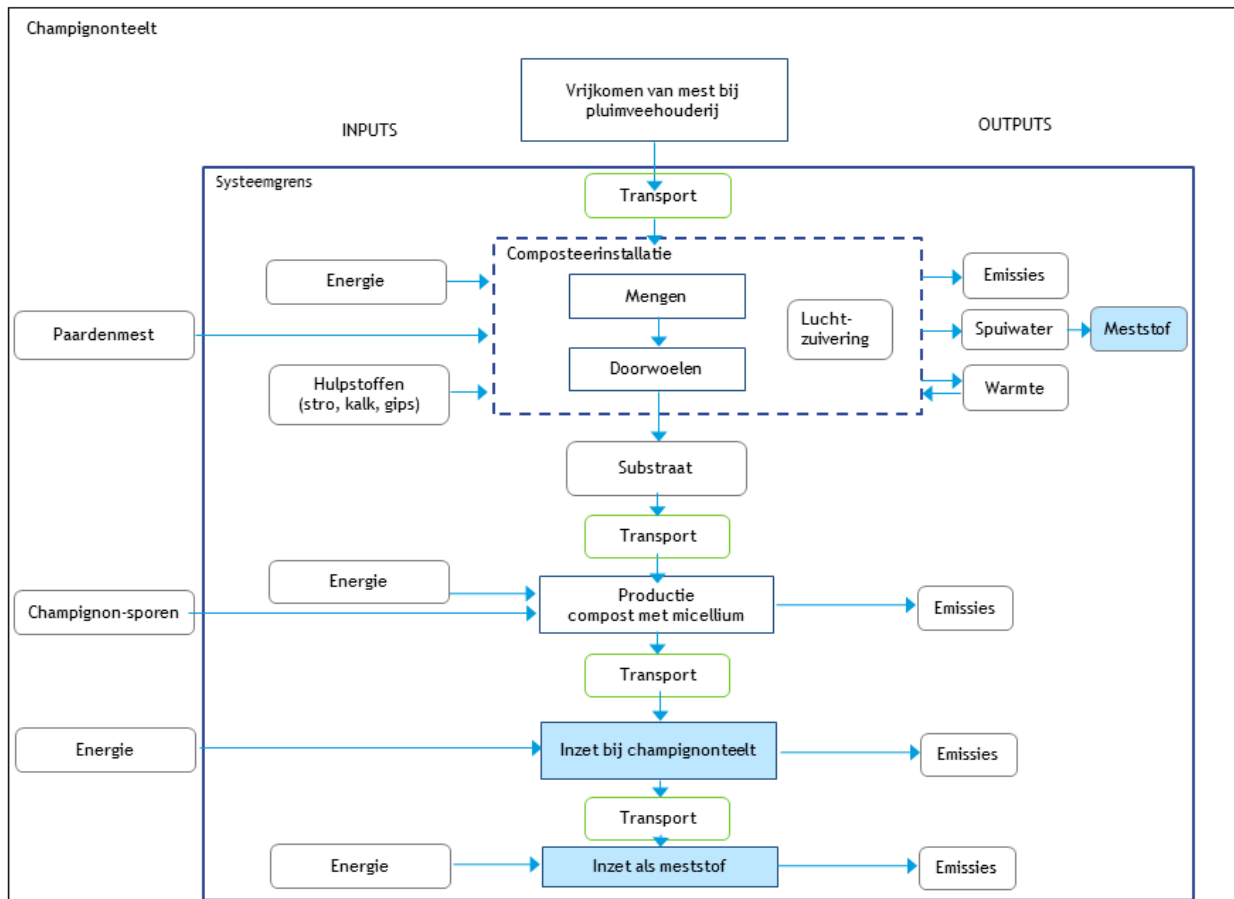 Champignonteelt
Vrijkomen van mest bij
pluimveehouderij
INPUTS
OUTPUTS
Systeemgrens
Transport
Composteerinstallatie
Energie
Mengen
Emissies
Paardenmest
Lucht-
zuivering
Spuiwater
Meststof
Doorwoelen
Hulpstoffen
(stro, kalk, gips)
Warmte
Substraat
Transport
Energie
Champignon-sporen
Productie
compost met micellium
Emissies
Transport
Energie
Inzet bij champignonteelt
Emissies
Transport
Energie
Inzet als meststof
Emissies